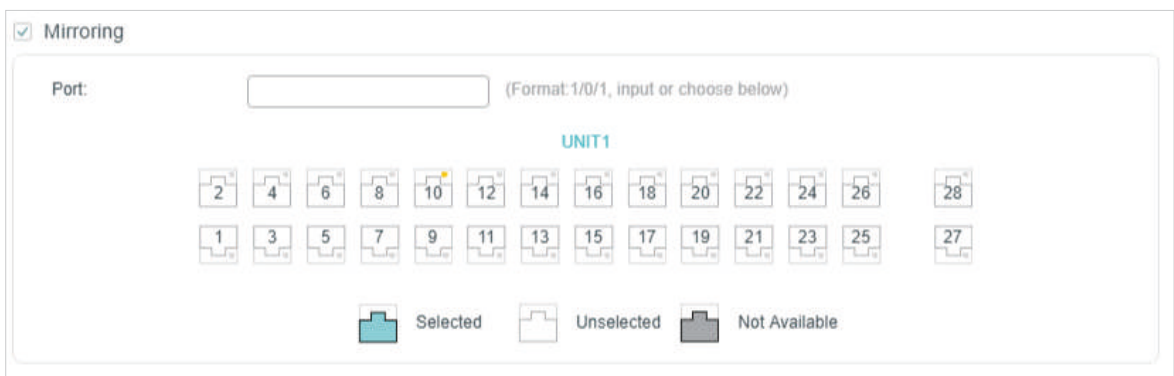 Mirroring
Port:
(Format:1/0/1, input or choose below)
UNIT1
2 4 6 8 10 12 14 16 18 20 22 24 26 28
1 3 5 7 9 11 13 15 17 19 21 23 25 27
Selected Unselected Not Available